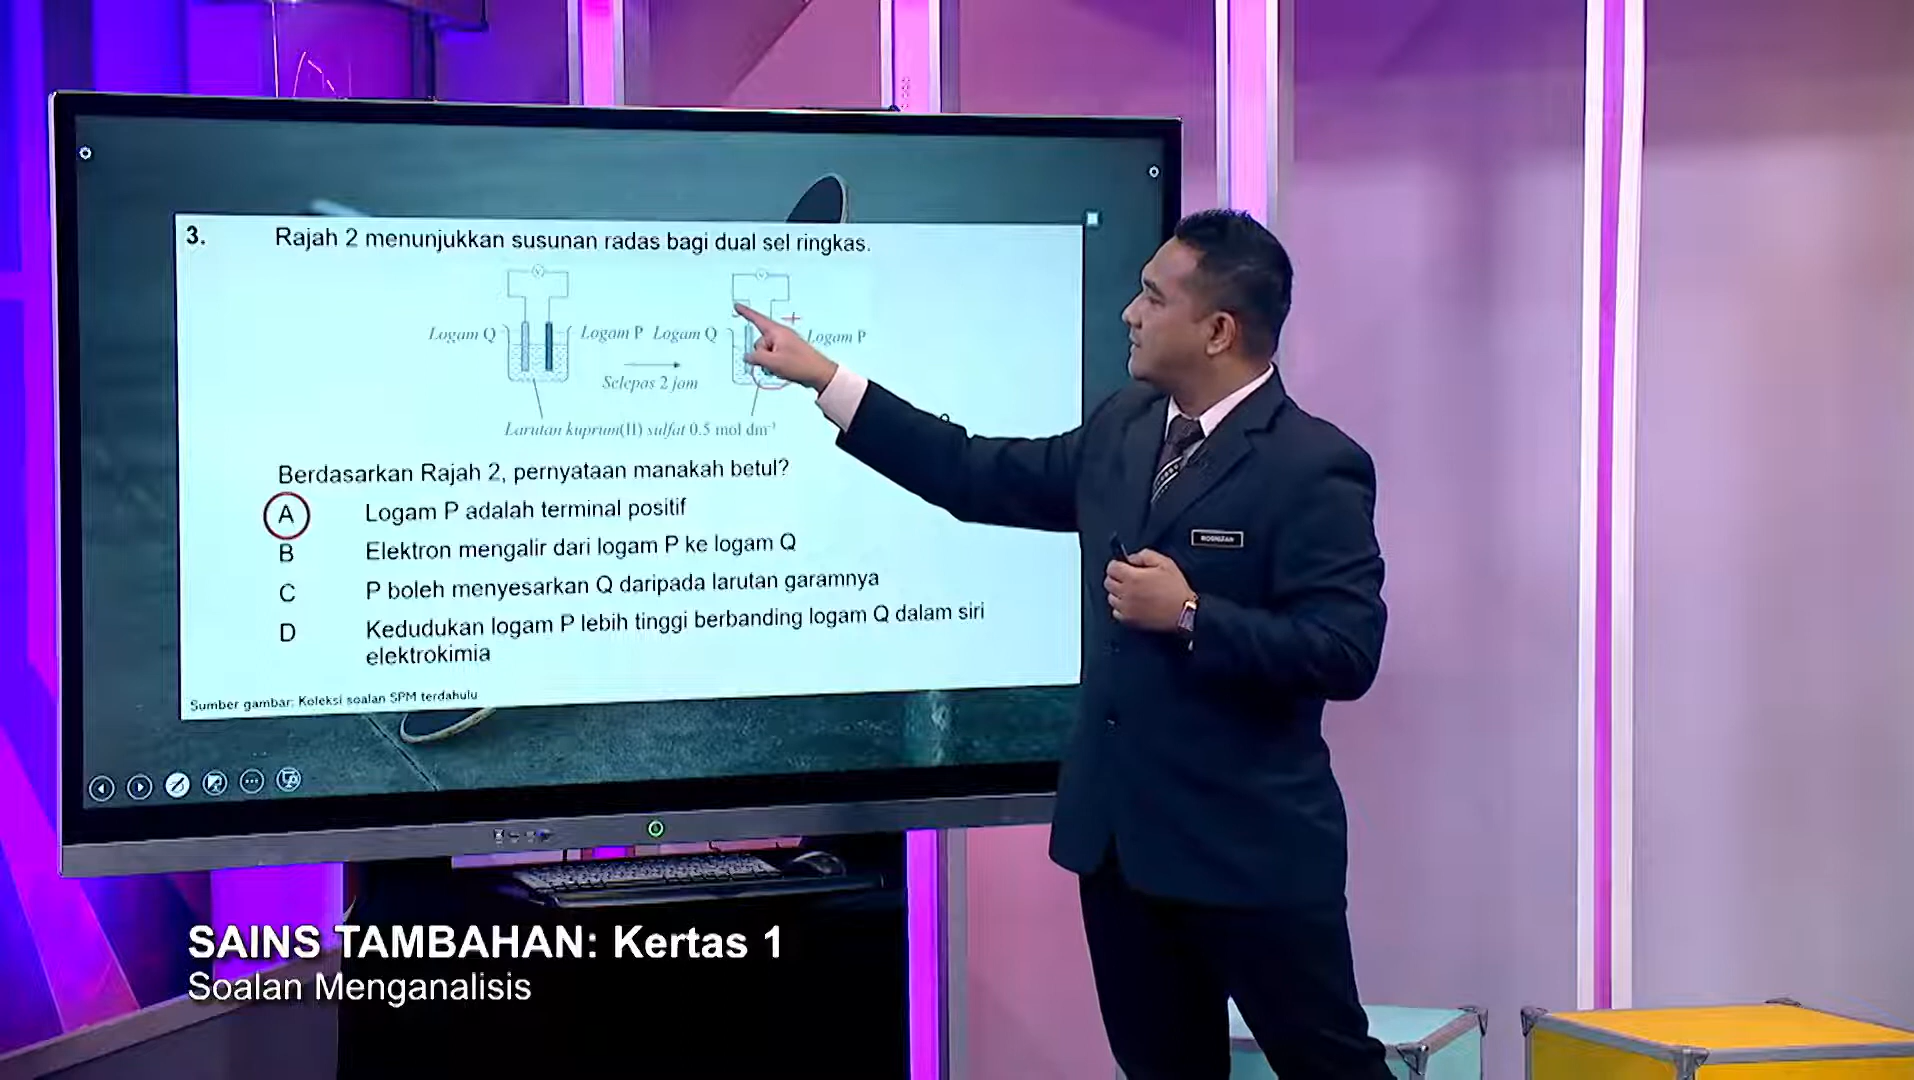 3. Rajah 2 menunjukkan susunan radas bagi dual sel ringkas.
V
V
Logam Q
Logam P
Logam Q
Logam P
+
Selepas 2 jam
Larutan kuprum(II) sulfat 0.5 mol dm⁻³
Berdasarkan Rajah 2, pernyataan manakah betul?
A Logam P adalah terminal positif
B Elektron mengalir dari logam P ke logam Q
C P boleh menyesarkan Q daripada larutan garamnya
D Kedudukan logam P lebih tinggi berbanding logam Q dalam siri
elektrokimia
Sumber gambar: Koleksi soalan SPM terdahulu
SAINS TAMBAHAN: Kertas 1
Soalan Menganalisis